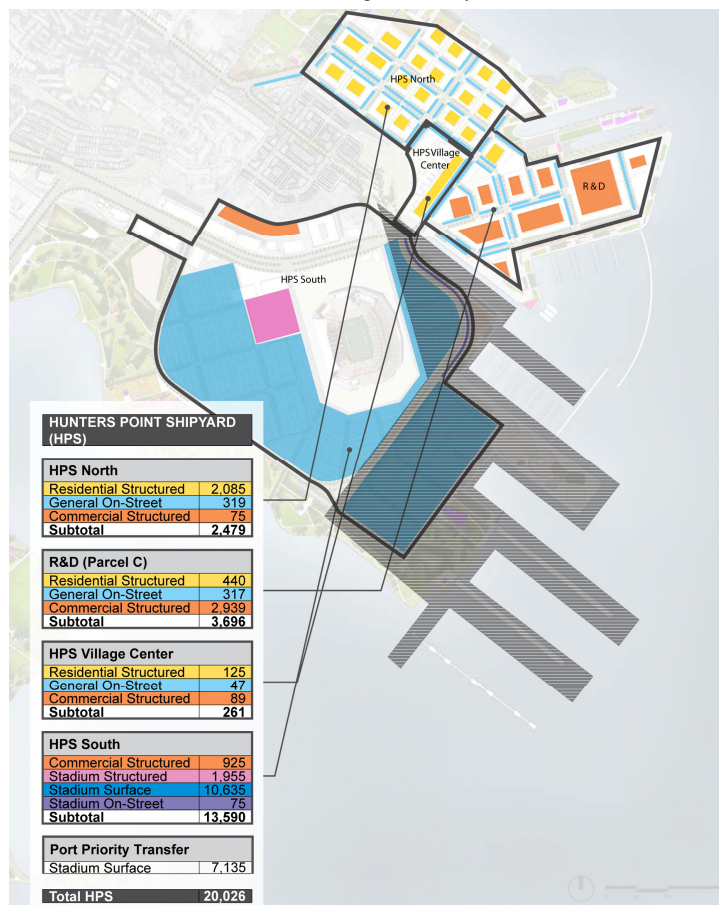 HPS North
HPS Village
Center
R & D
HPS South
HUNTERS POINT SHIPYARD
(HPS)
HPS North
Residential Structured 2,085
General On-Street 319
Commercial Structured 75
Subtotal 2,479
R&D (Parcel C)
Residential Structured 440
General On-Street 317
Commercial Structured 2,939
Subtotal 3,696
HPS Village Center
Residential Structured 125
General On-Street 47
Commercial Structured 89
Subtotal 261
HPS South
Commercial Structured 925
Stadium Structured 1,955
Stadium Surface 10,635
Stadium On-Street 75
Subtotal 13,590
Port Priority Transfer
Stadium Surface 7,135
Total HPS 20,026